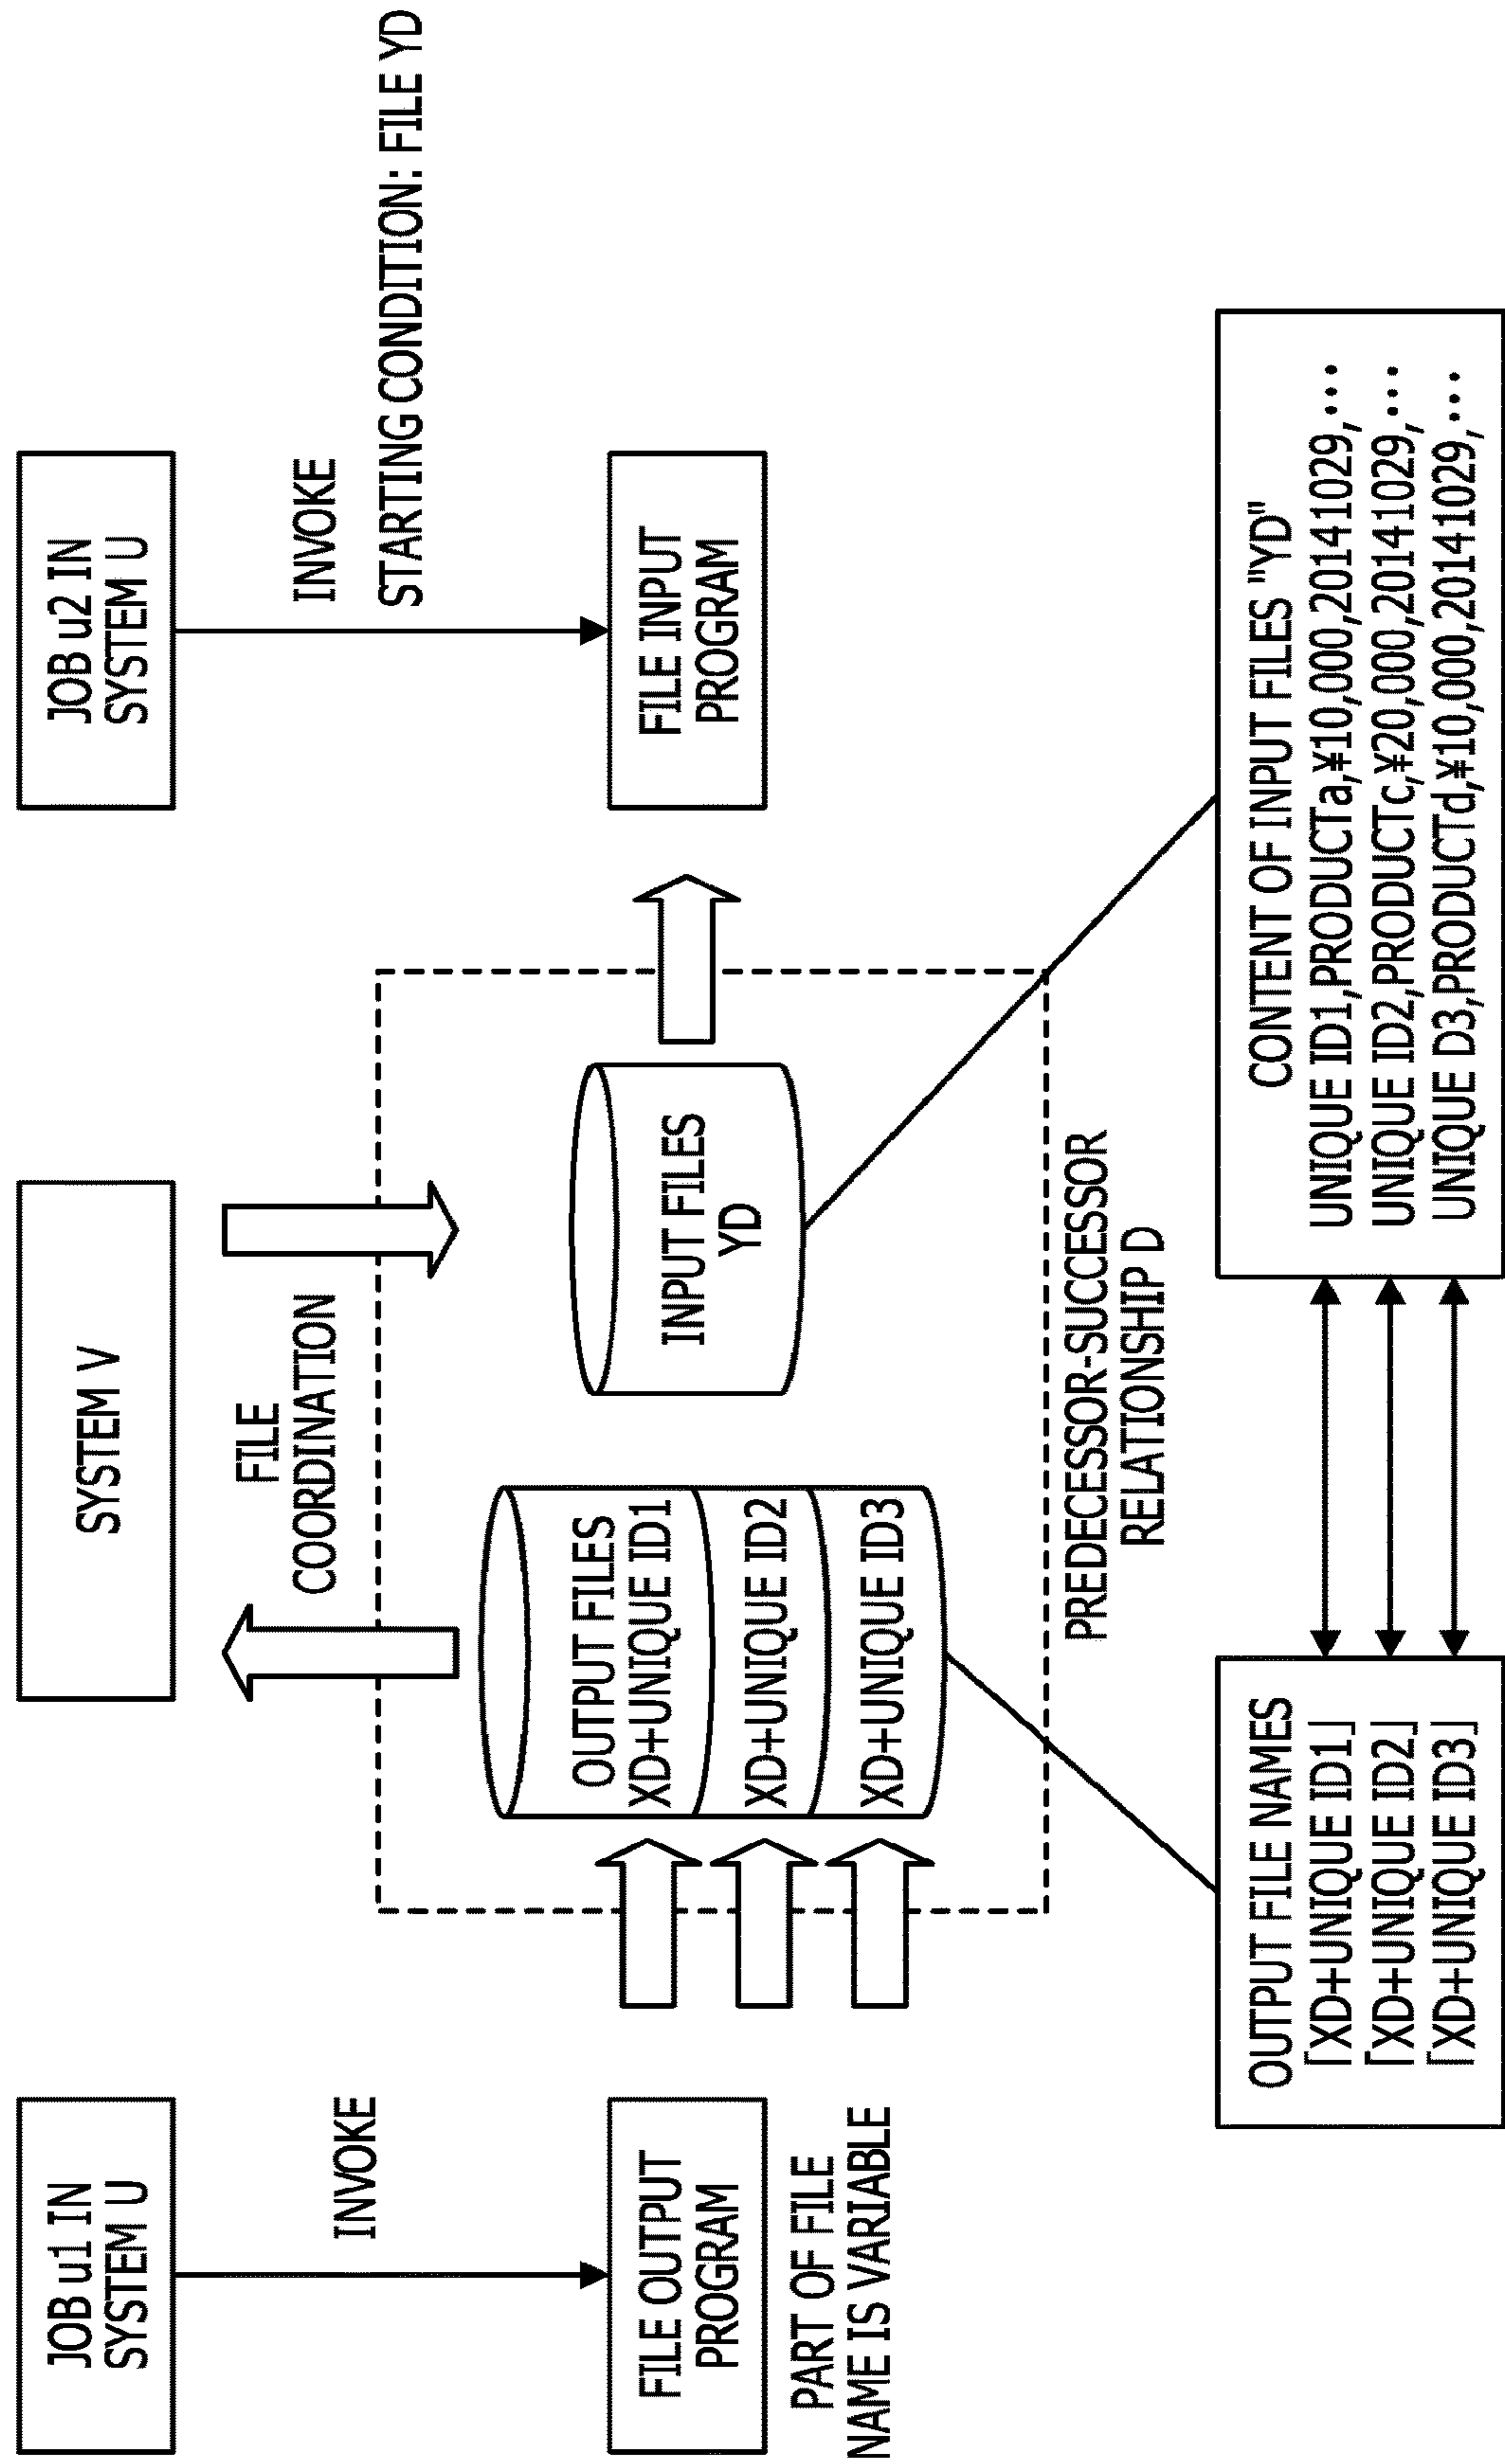 JOB u1 IN
SYSTEM U
SYSTEM V
JOB u2 IN
SYSTEM U
INVOKE
FILE
COORDINATION
INVOKE
STARTING CONDITION: FILE YD
FILE OUTPUT
PROGRAM
PART OF FILE
NAME IS VARIABLE
OUTPUT FILES
XD+UNIQUE ID1
XD+UNIQUE ID2
XD+UNIQUE ID3
INPUT FILES
YD
FILE INPUT
PROGRAM
PREDECESSOR-SUCCESSOR
RELATIONSHIP D
OUTPUT FILE NAMES
「XD+UNIQUE ID1」
「XD+UNIQUE ID2」
「XD+UNIQUE ID3」
CONTENT OF INPUT FILES "YD"
UNIQUE ID1,PRODUCTa,¥10,000,20141029,...
UNIQUE ID2,PRODUCTc,¥20,000,20141029,...
UNIQUE D3,PRODUCTd,¥10,000,20141029,...